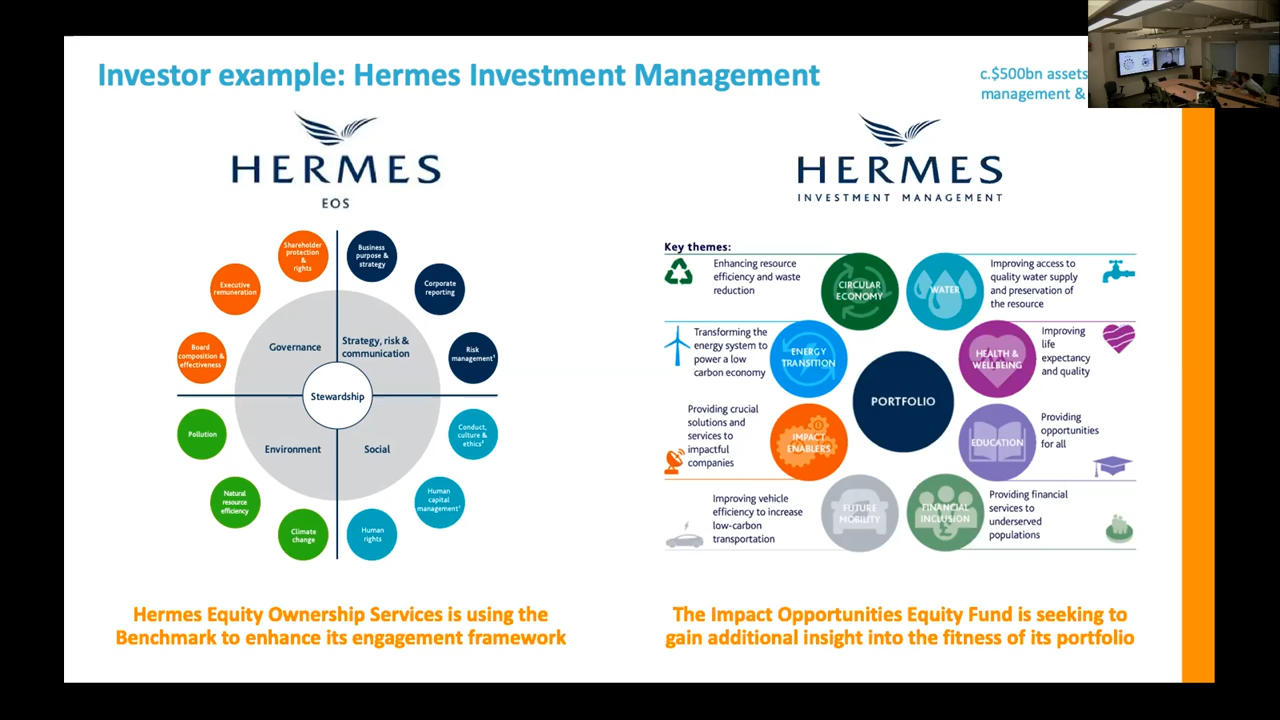 Investor example: Hermes Investment Management
c.$500bn assets
management &
HERMES
EOS
Shareholder
protection
&
rights
Business
purpose &
strategy
Executive
remuneration
Corporate
reporting
Board
composition &
effectiveness
Risk
management¹
Governance
Strategy, risk &
communication
Stewardship
Environment
Social
Pollution
Conduct,
culture &
ethics²
Natural
resource
efficiency
Human
capital
management²
Climate
change
Human
rights
Hermes Equity Ownership Services is using the
Benchmark to enhance its engagement framework
HERMES
INVESTMENT MANAGEMENT
Key themes:
Enhancing resource
efficiency and waste
reduction
CIRCULAR
ECONOMY
WATER
Improving access to
quality water supply
and preservation of
the resource
Transforming the
energy system to
power a low
carbon economy
ENERGY
TRANSITION
HEALTH &
WELLBEING
Improving
life
expectancy
and quality
PORTFOLIO
Providing crucial
solutions and
services to
impactful
companies
IMPACT
ENABLERS
EDUCATION
Providing
opportunities
for all
Improving vehicle
efficiency to increase
low-carbon
transportation
FUTURE
MOBILITY
FINANCIAL
INCLUSION
£
Providing financial
services to
underserved
populations
The Impact Opportunities Equity Fund is seeking to
gain additional insight into the fitness of its portfolio